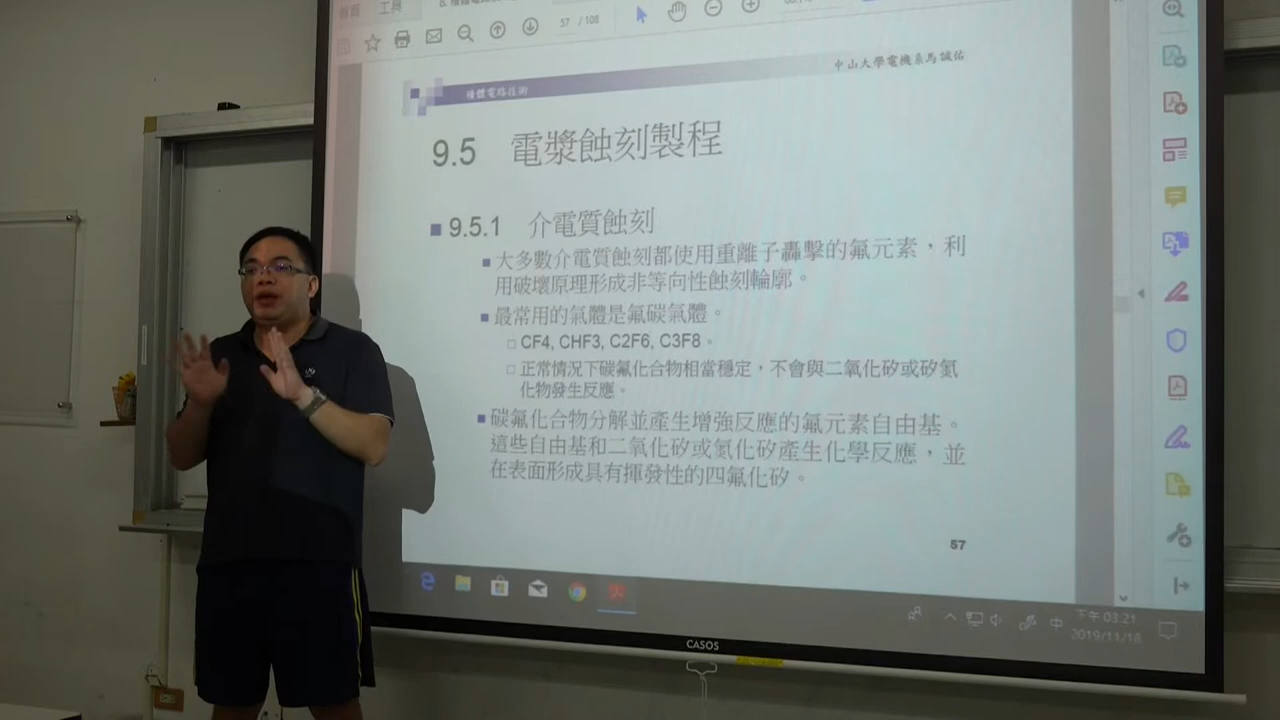 工具
57 / 108
積體電路技術
中山大學電機系馬誠佑
9.5 電漿蝕刻製程
9.5.1 介電質蝕刻
大多數介電質蝕刻都使用重離子轟擊的氟元素，利
用破壞原理形成非等向性蝕刻輪廓。
最常用的氣體是氟碳氣體。
CF4, CHF3, C2F6, C3F8。
正常情況下碳氟化合物相當穩定，不會與二氧化矽或矽氮
化物發生反應。
碳氟化合物分解並產生增強反應的氟元素自由基。
這些自由基和二氧化矽或氮化矽產生化學反應，並
在表面形成具有揮發性的四氟化矽。
57
中
下午 03:21
2019/11/18
CASOS